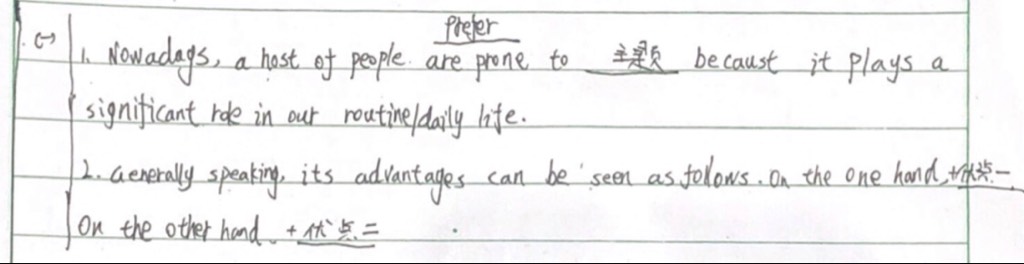 prefer
(一) 1. Nowadays, a host of people are prone to 主题 becaust it plays a
significant role in our routine/daily life.
2. Generally speaking, its advantages can be seen as follows. On the one hand, +优点一
On the other hand. +优点二